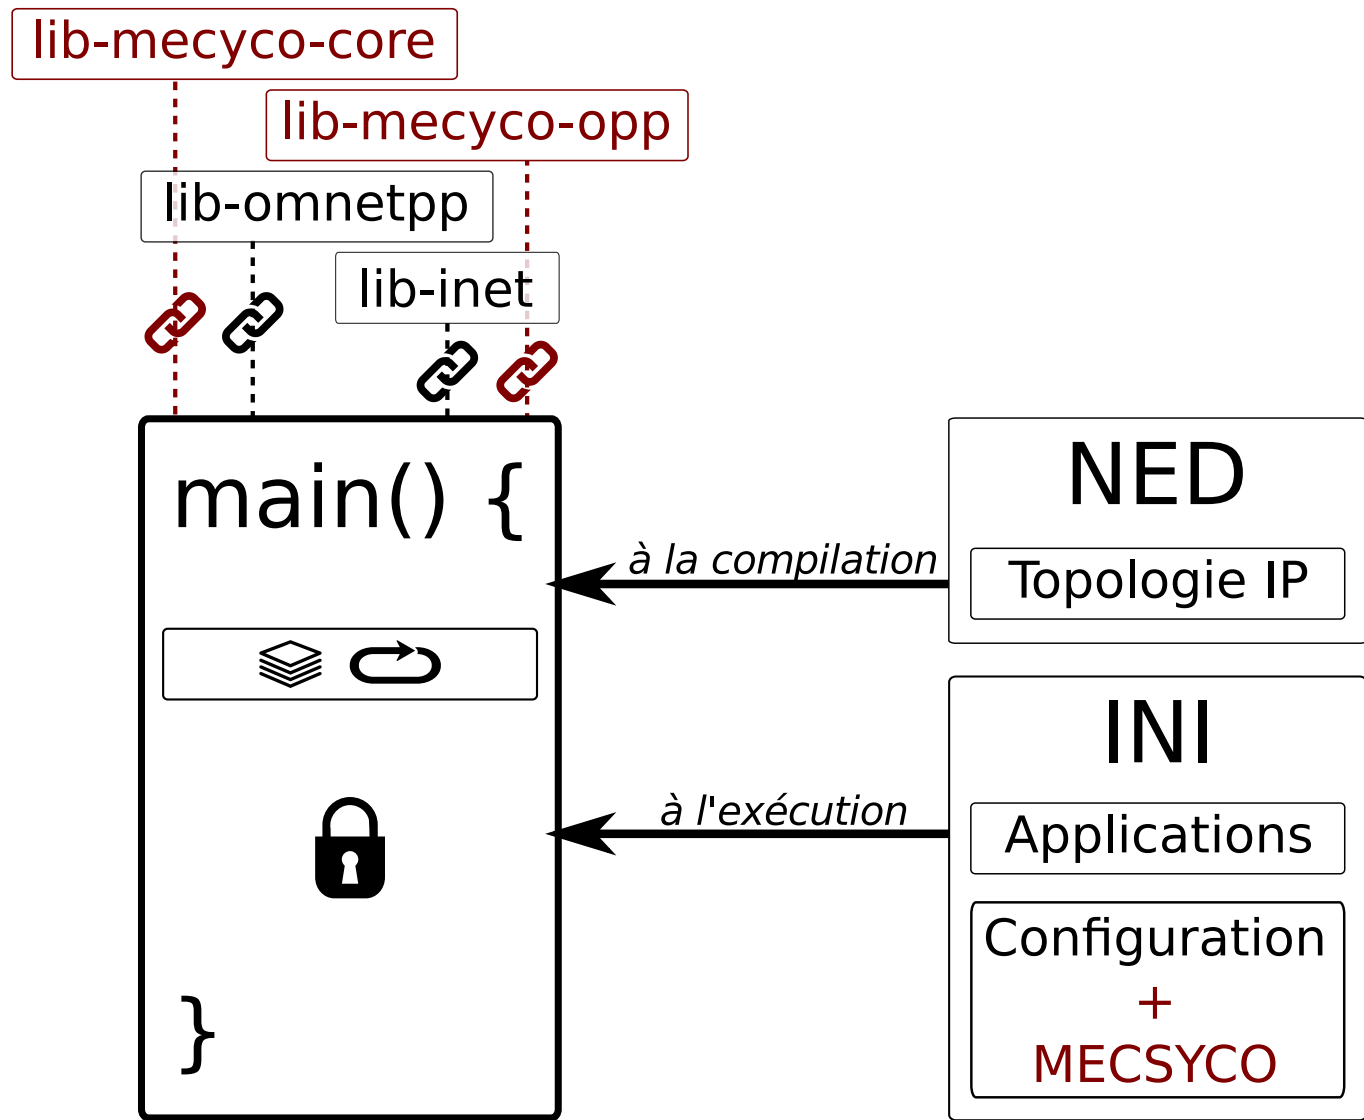 lib-mecyco-core
lib-mecyco-opp
lib-omnetpp
lib-inet
main() {
}
à la compilation
à l'exécution
NED
Topologie IP
INI
Applications
Configuration
+
MECSYCO